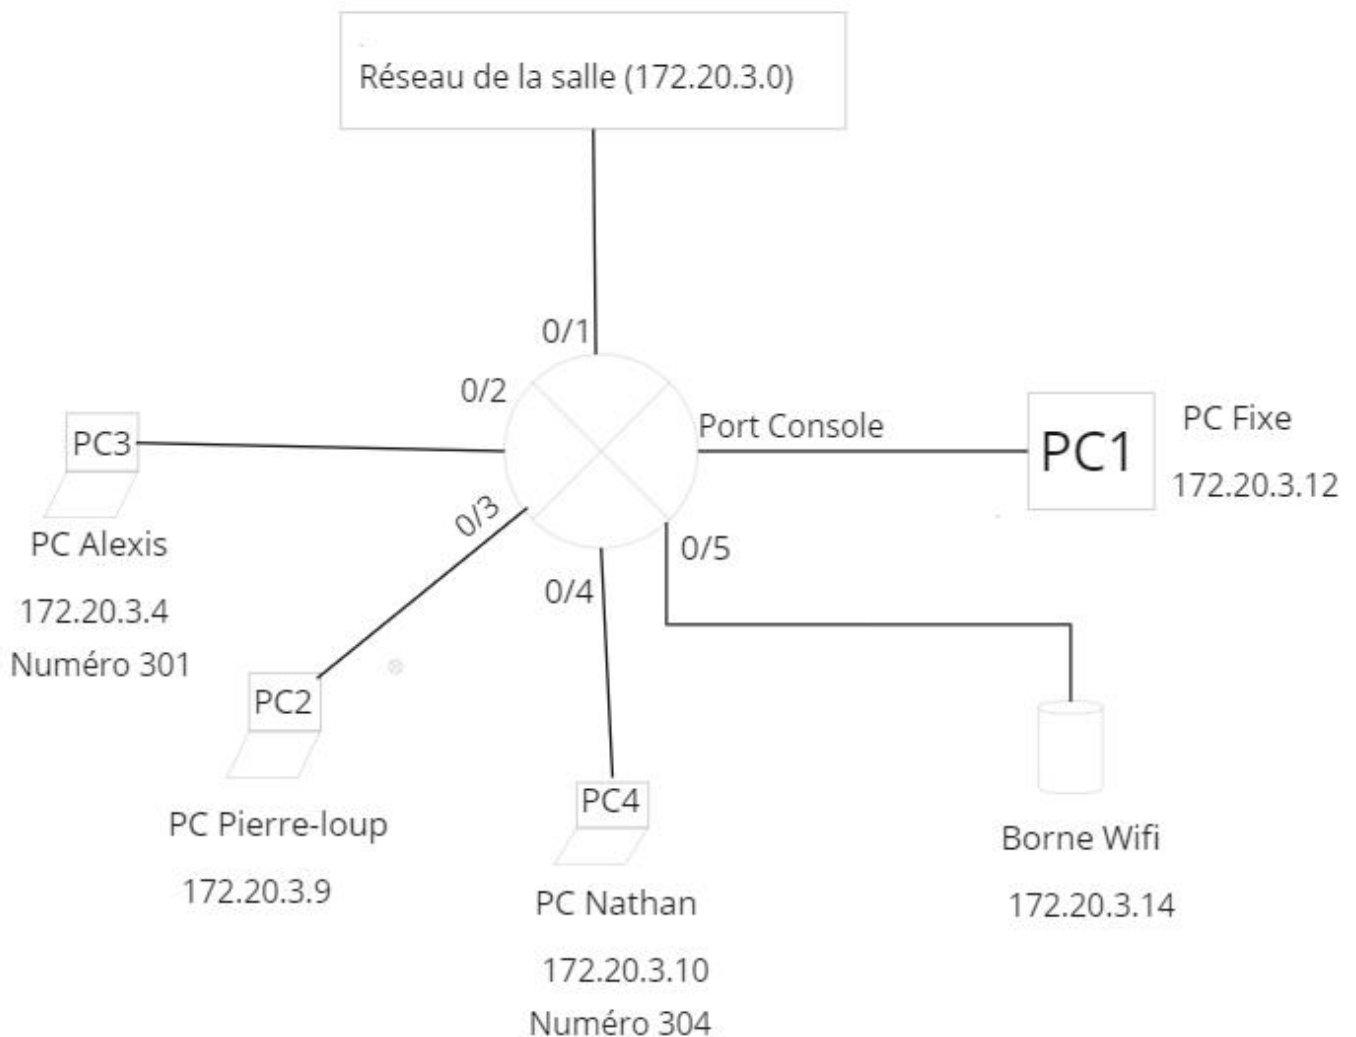 Réseau de la salle (172.20.3.0)
0/1
0/2
PC3
Port Console
PC1
PC Fixe
172.20.3.12
0/3
PC Alexis
172.20.3.4
Numéro 301
0/5
0/4
PC2
PC Pierre-loup
172.20.3.9
PC4
PC Nathan
172.20.3.10
Numéro 304
Borne Wifi
172.20.3.14